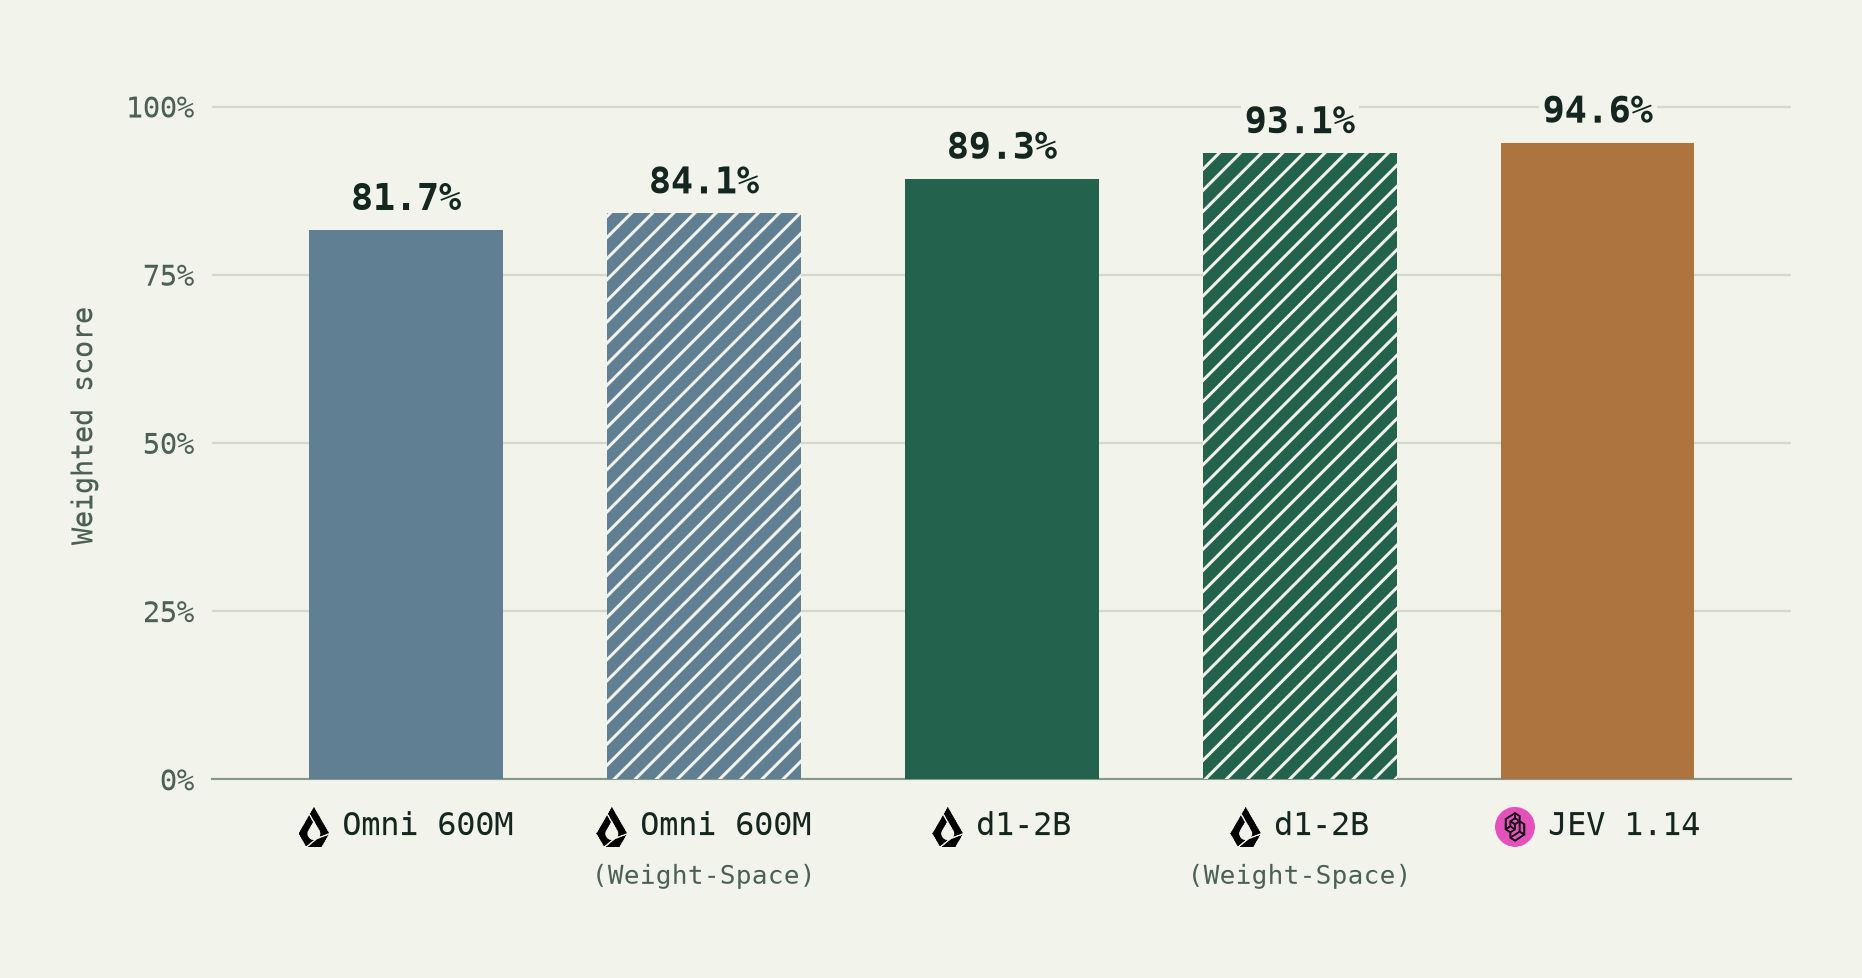 Weighted score
100%
75%
50%
25%
0%
81.7%
84.1%
89.3%
93.1%
94.6%
Omni 600M
Omni 600M
(Weight-Space)
d1-2B
d1-2B
(Weight-Space)
JEV 1.14